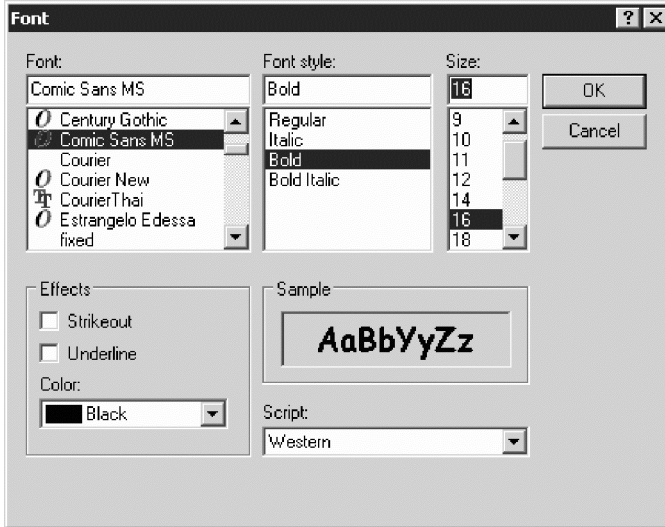 Font
Font: Font style: Size:
Comic Sans MS Bold 16 OK
Century Gothic Regular 9 Cancel
Comic Sans MS Italic 10
Courier Bold 11
Courier New Bold Italic 12
CourierThai 14
Estrangelo Edessa 16
fixed 18
Effects Sample
Strikeout
Underline AaBbYyZz
Color:
Black Script:
Western